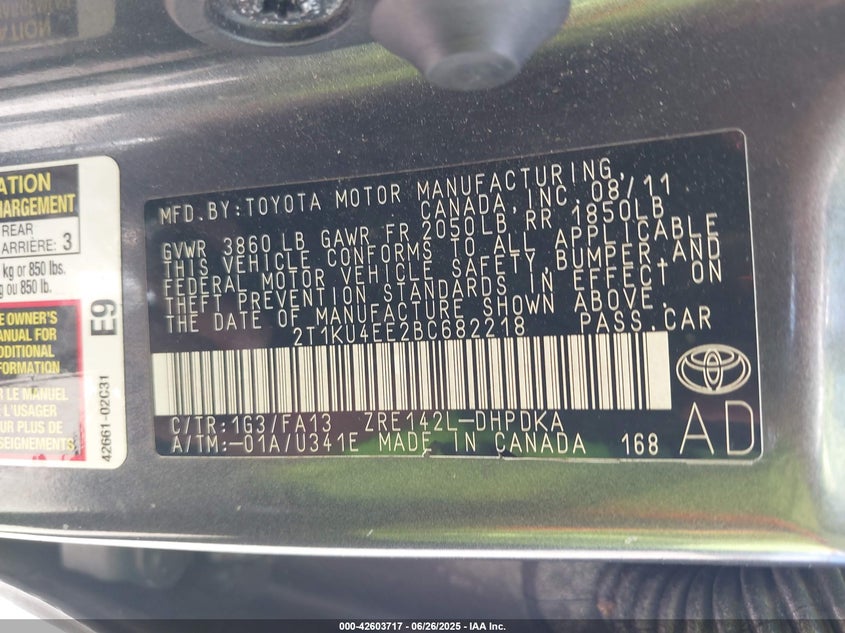 ATION
HARGEMENT
REAR
ARRIÈRE: 3
kg or 850 lbs.
ou 850 lb.
E OWNER'S
ANUAL FOR
DDITIONAL
FORMATION
R LE MANUEL
L'USAGER
UR PLUS DE
SEIGNEMENTS
E9
42661-02C31
MFD.BY:TOYOTA MOTOR MANUFACTURING,
CANADA, INC. 08/11
GVWR 3860 LB GAWR FR 2050LB RR 1850LB
THIS VEHICLE CONFORMS TO ALL APPLICABLE
FEDERAL MOTOR VEHICLE SAFETY,BUMPER,AND
THEFT PREVENTION STANDARDS IN EFFECT ON
THE DATE OF MANUFACTURE SHOWN ABOVE.
2T1KU4EE2BC682218 PASS.CAR
C/TR:1G3/FA13 ZRE142L-DHPDKA
A/TM:-01A/U341E MADE IN CANADA 168
AD
000-42603717 - 06/26/2025 - IAA Inc.